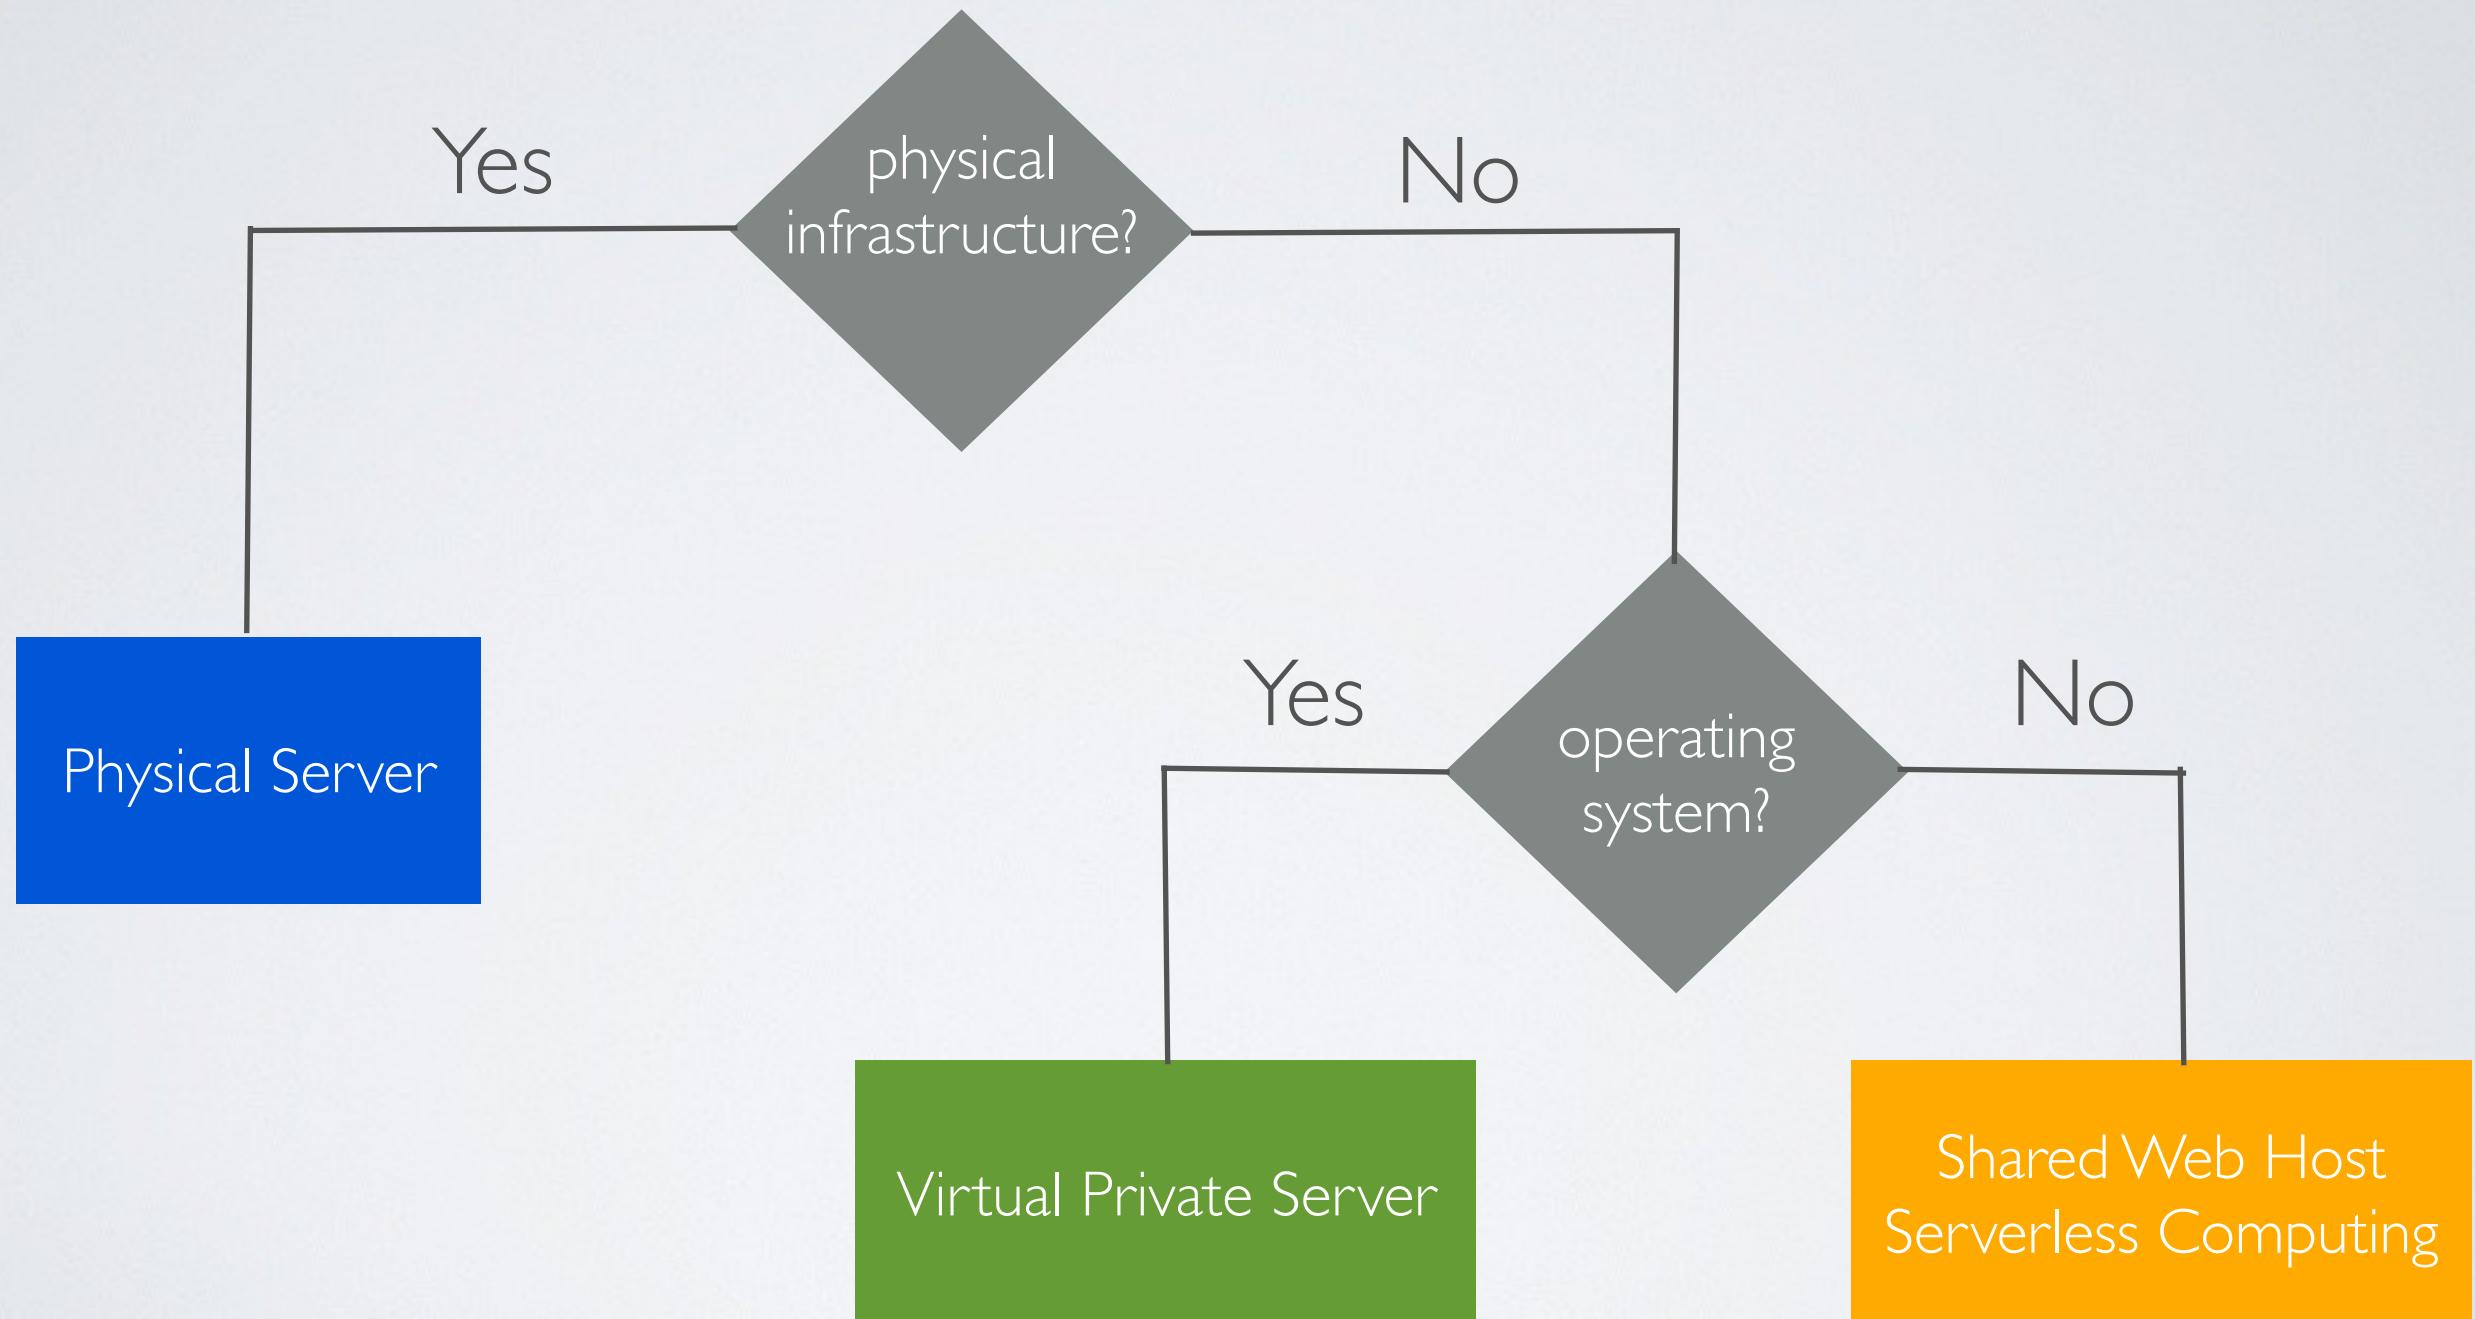 Yes
physical
infrastructure?
No
Physical Server
Yes
operating
system?
No
Virtual Private Server
Shared Web Host
Serverless Computing